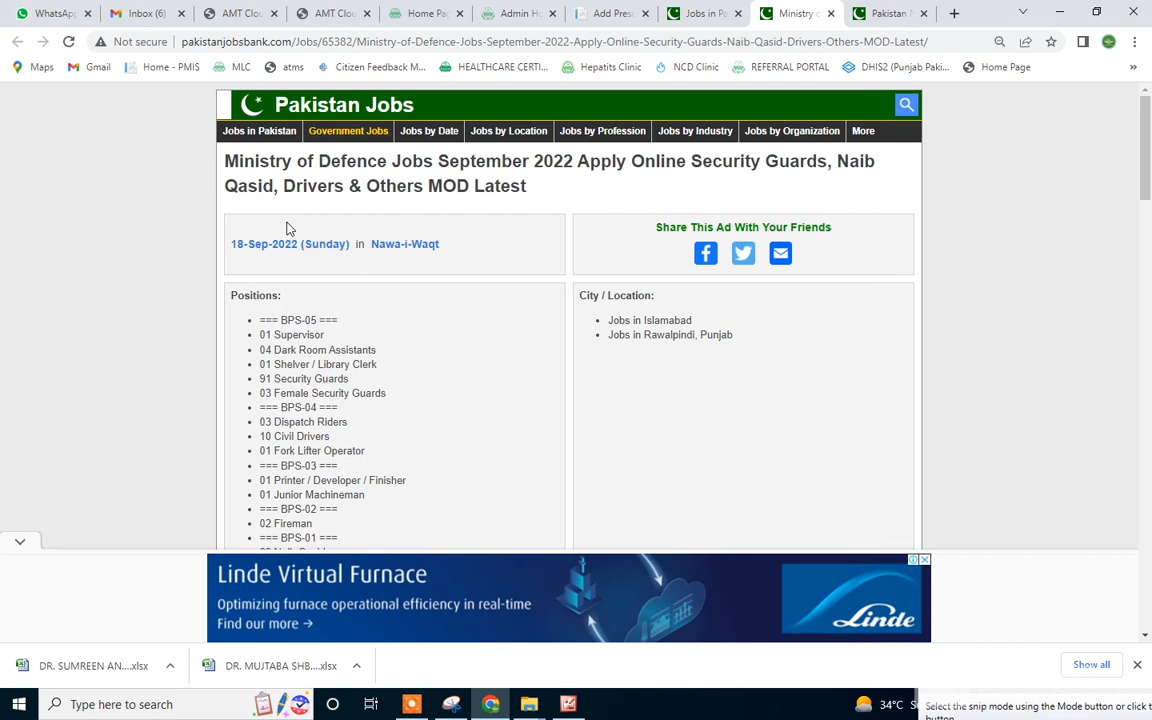 WhatsApp
Inbox (6)
AMT Clou
AMT Clou
Home Pa
Admin Ho
Add Pres
Jobs in Pa
Ministry o
Pakistan
Not secure
pakistanjobsbank.com/Jobs/65382/Ministry-of-Defence-Jobs-September-2022-Apply-Online-Security-Guards-Naib-Qasid-Drivers-Others-MOD-Latest/
Maps
Gmail
Home - PMIS
MLC
atms
Citizen Feedback M...
HEALTHCARE CERTI...
Hepatits Clinic
NCD Clinic
REFERRAL PORTAL
DHIS2 (Punjab Paki...
Home Page
Pakistan Jobs
Jobs in Pakistan
Government Jobs
Jobs by Date
Jobs by Location
Jobs by Profession
Jobs by Industry
Jobs by Organization
More
Ministry of Defence Jobs September 2022 Apply Online Security Guards, Naib
Qasid, Drivers & Others MOD Latest
18-Sep-2022 (Sunday) in Nawa-i-Waqt
Share This Ad With Your Friends
Positions:
=== BPS-05 ===
01 Supervisor
04 Dark Room Assistants
01 Shelver / Library Clerk
91 Security Guards
03 Female Security Guards
=== BPS-04 ===
03 Dispatch Riders
10 Civil Drivers
01 Fork Lifter Operator
=== BPS-03 ===
01 Printer / Developer / Finisher
01 Junior Machineman
=== BPS-02 ===
02 Fireman
=== BPS-01 ===
City / Location:
Jobs in Islamabad
Jobs in Rawalpindi, Punjab
Linde Virtual Furnace
Optimizing furnace operational efficiency in real-time
Find our more →
Linde
DR. SUMREEN AN....xlsx
DR. MUJTABA SHB....xlsx
Show all
Type here to search
34°C S
Select the snip mode using the Mode button or click t
button.